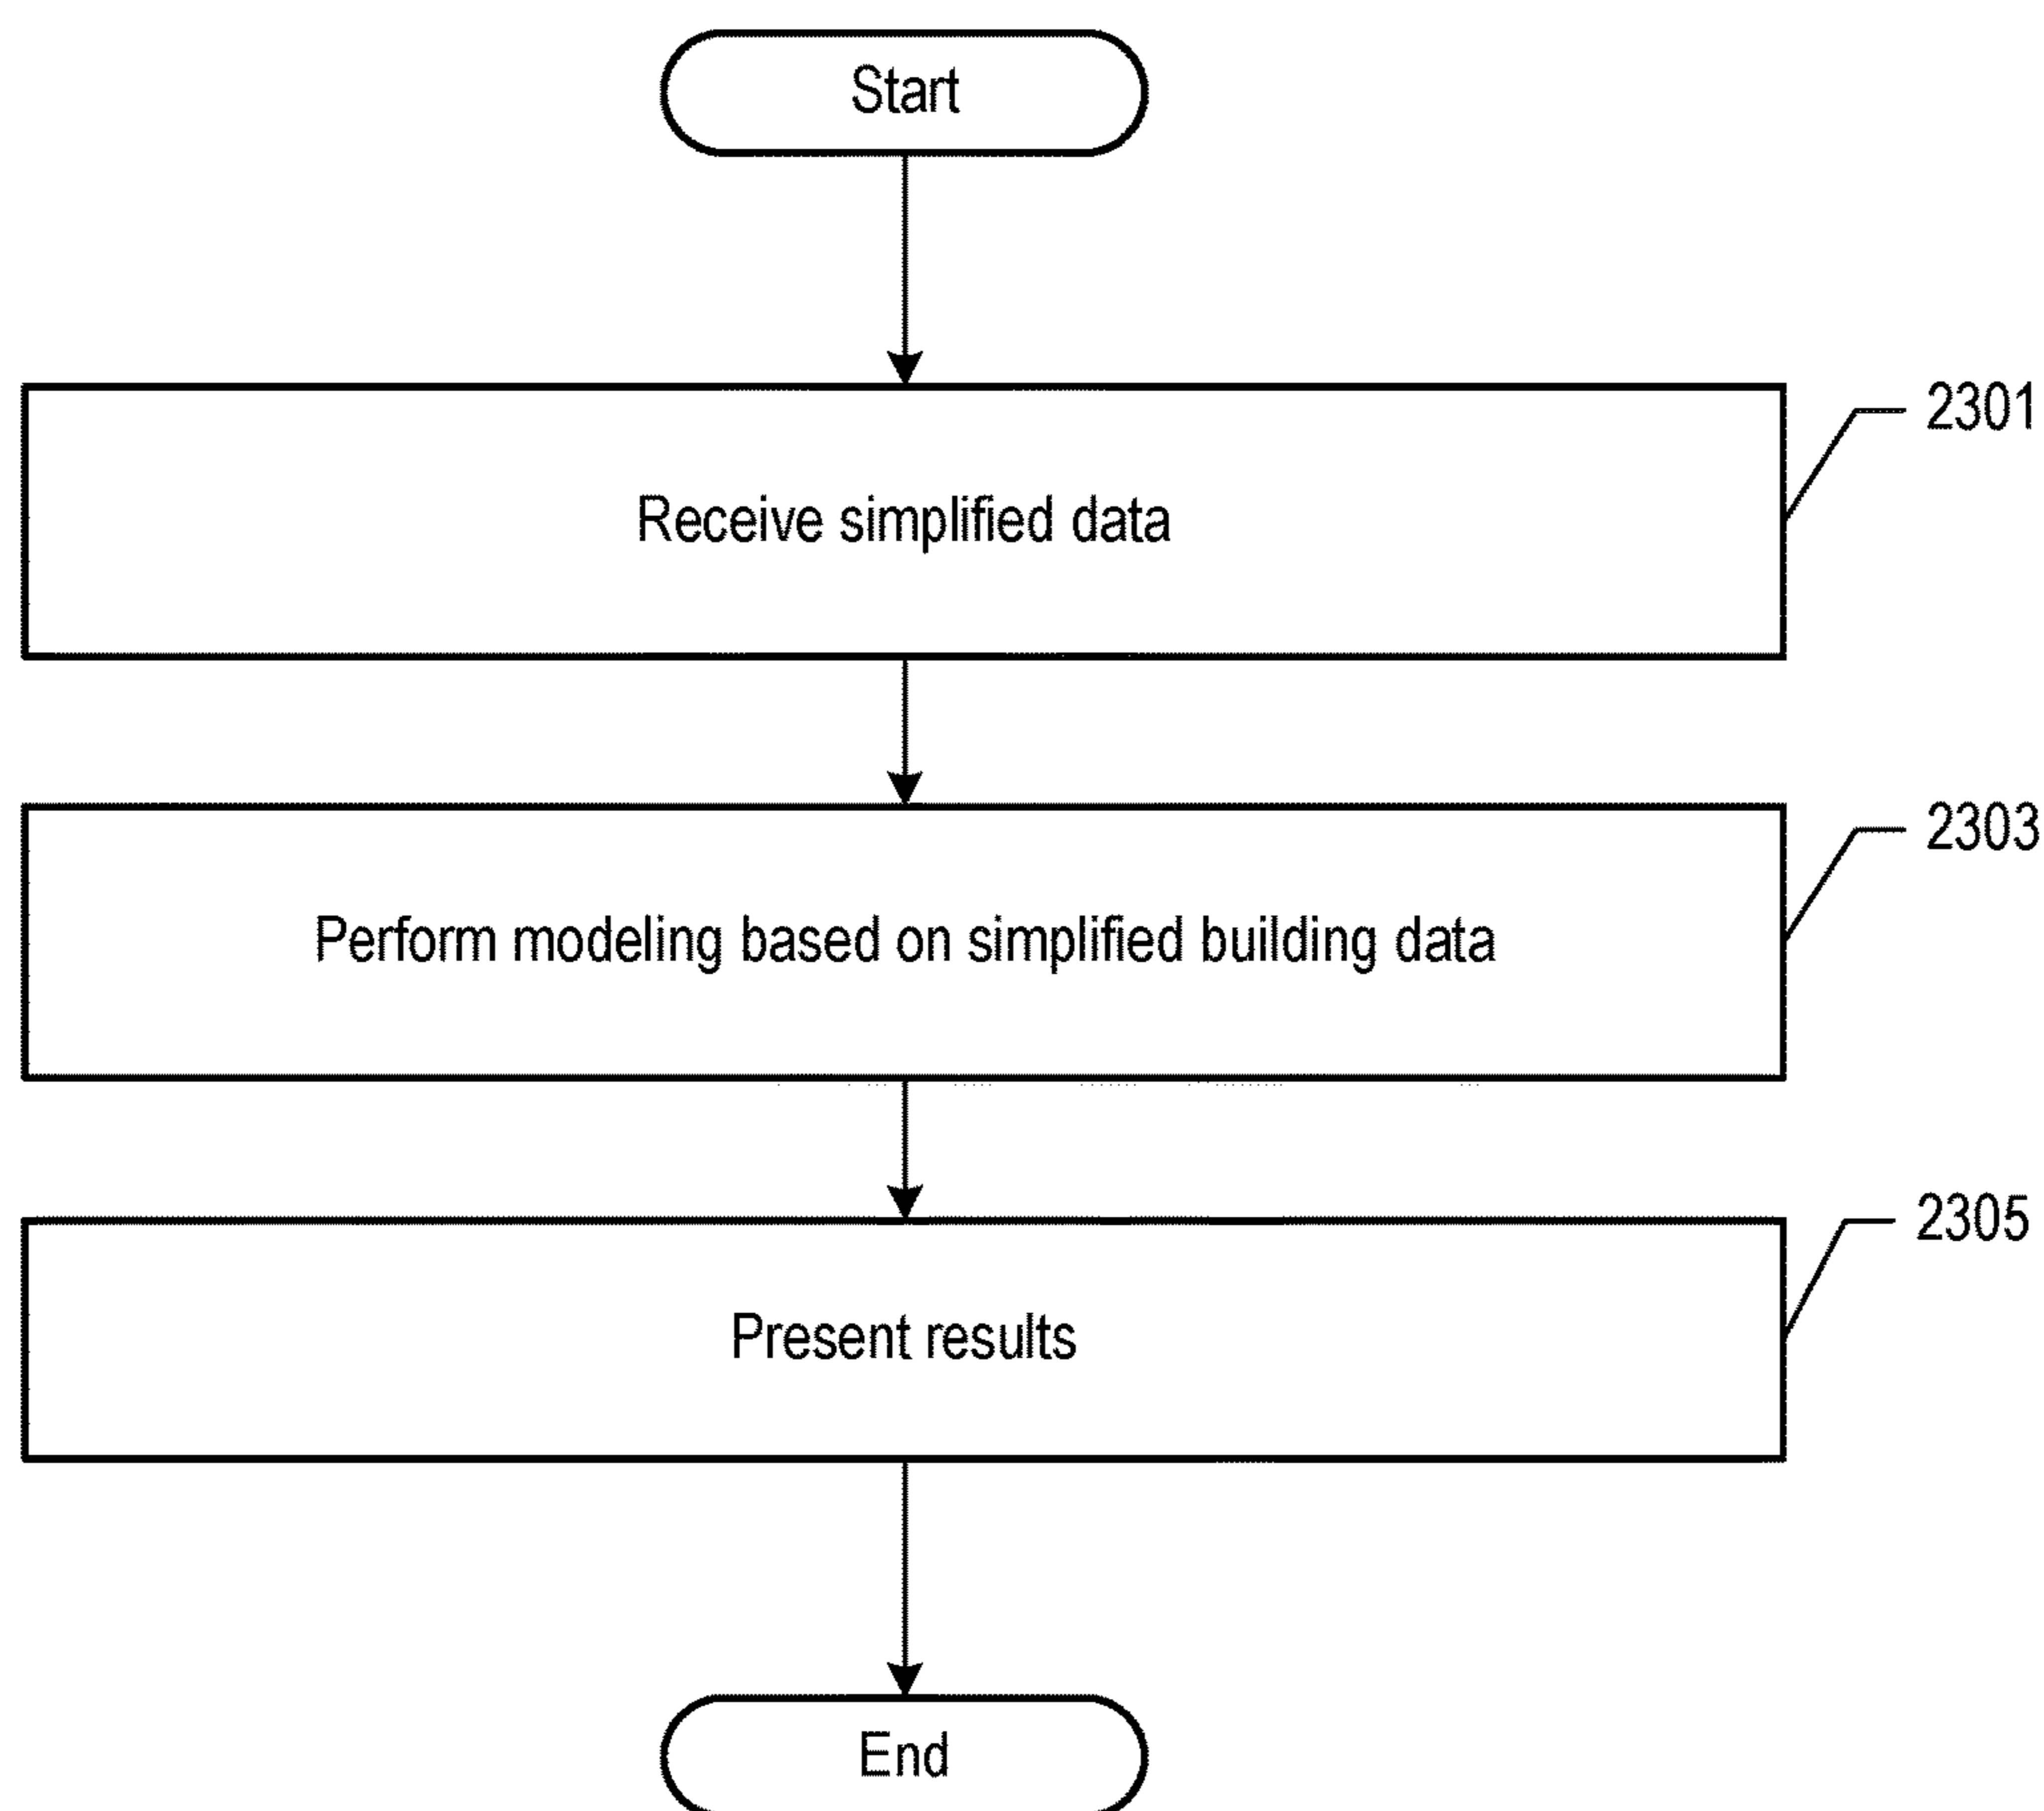 Start
2301
Receive simplified data
2303
Perform modeling based on simplified building data
2305
Present results
End